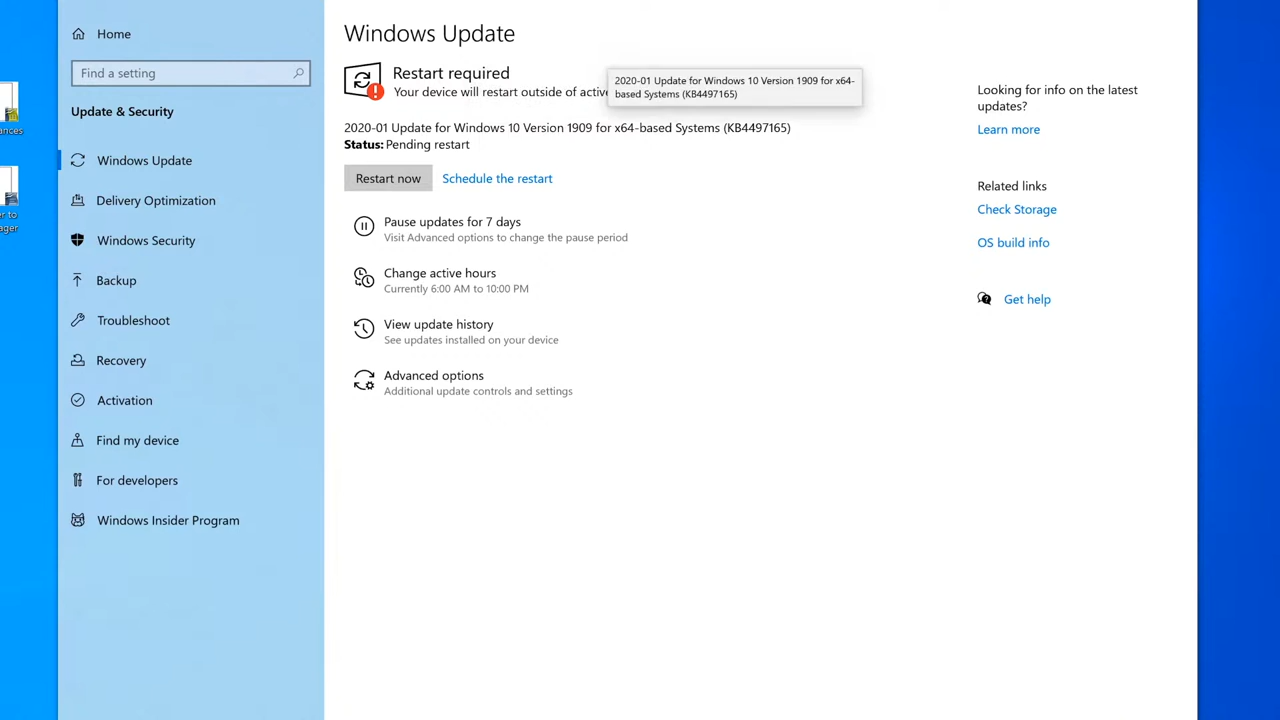 Home
Find a setting
Update & Security
Windows Update
Delivery Optimization
Windows Security
Backup
Troubleshoot
Recovery
Activation
Find my device
For developers
Windows Insider Program
ances
er to
ager
Windows Update
Restart required
Your device will restart outside of active
2020-01 Update for Windows 10 Version 1909 for x64-
based Systems (KB4497165)
2020-01 Update for Windows 10 Version 1909 for x64-based Systems (KB4497165)
Status: Pending restart
Restart now
Schedule the restart
Pause updates for 7 days
Visit Advanced options to change the pause period
Change active hours
Currently 6:00 AM to 10:00 PM
View update history
See updates installed on your device
Advanced options
Additional update controls and settings
Looking for info on the latest
updates?
Learn more
Related links
Check Storage
OS build info
Get help